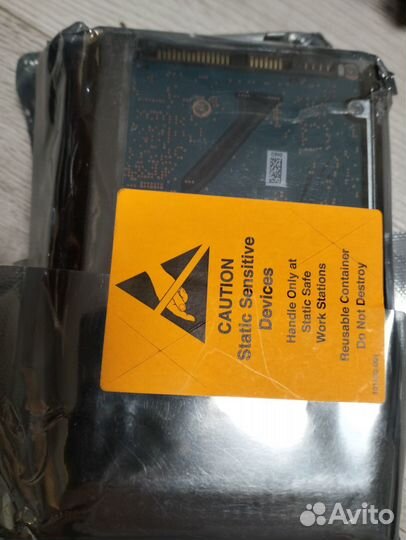 CAUTION
Static Sensitive
Devices
Handle Only at
Static Safe
Work Stations
Reusable Container
Do Not Destroy
Avito